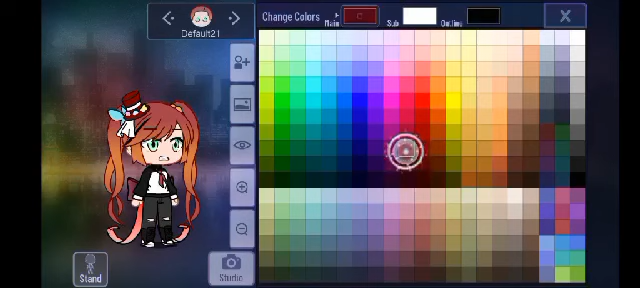 Default21
Change Colors
Main
Sub
Outline
X
Stand
Studio